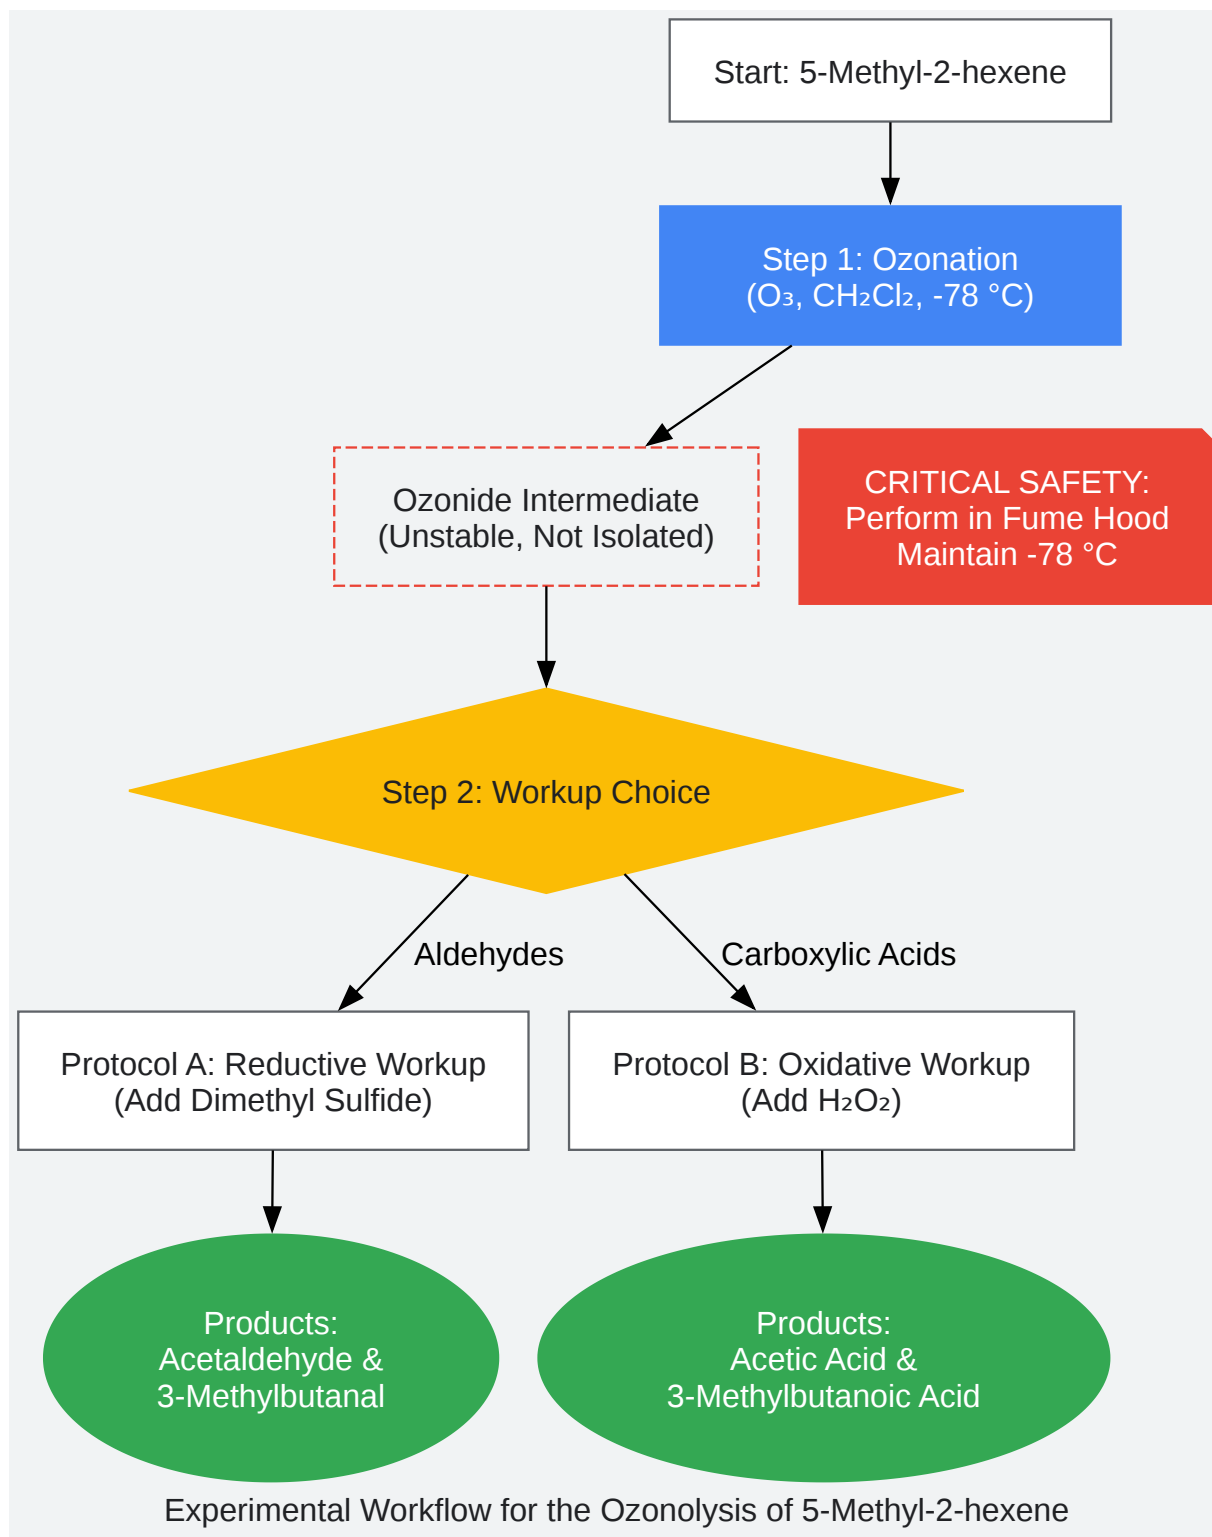 Start: 5-Methyl-2-hexene
Step 1: Ozonation
(O₃, CH₂Cl₂, -78 °C)
Ozonide Intermediate
(Unstable, Not Isolated)
CRITICAL SAFETY:
Perform in Fume Hood
Maintain -78 °C
Step 2: Workup Choice
Aldehydes
Carboxylic Acids
Protocol A: Reductive Workup
(Add Dimethyl Sulfide)
Protocol B: Oxidative Workup
(Add H₂O₂)
Products:
Acetaldehyde &
3-Methylbutanal
Products:
Acetic Acid &
3-Methylbutanoic Acid
Experimental Workflow for the Ozonolysis of 5-Methyl-2-hexene